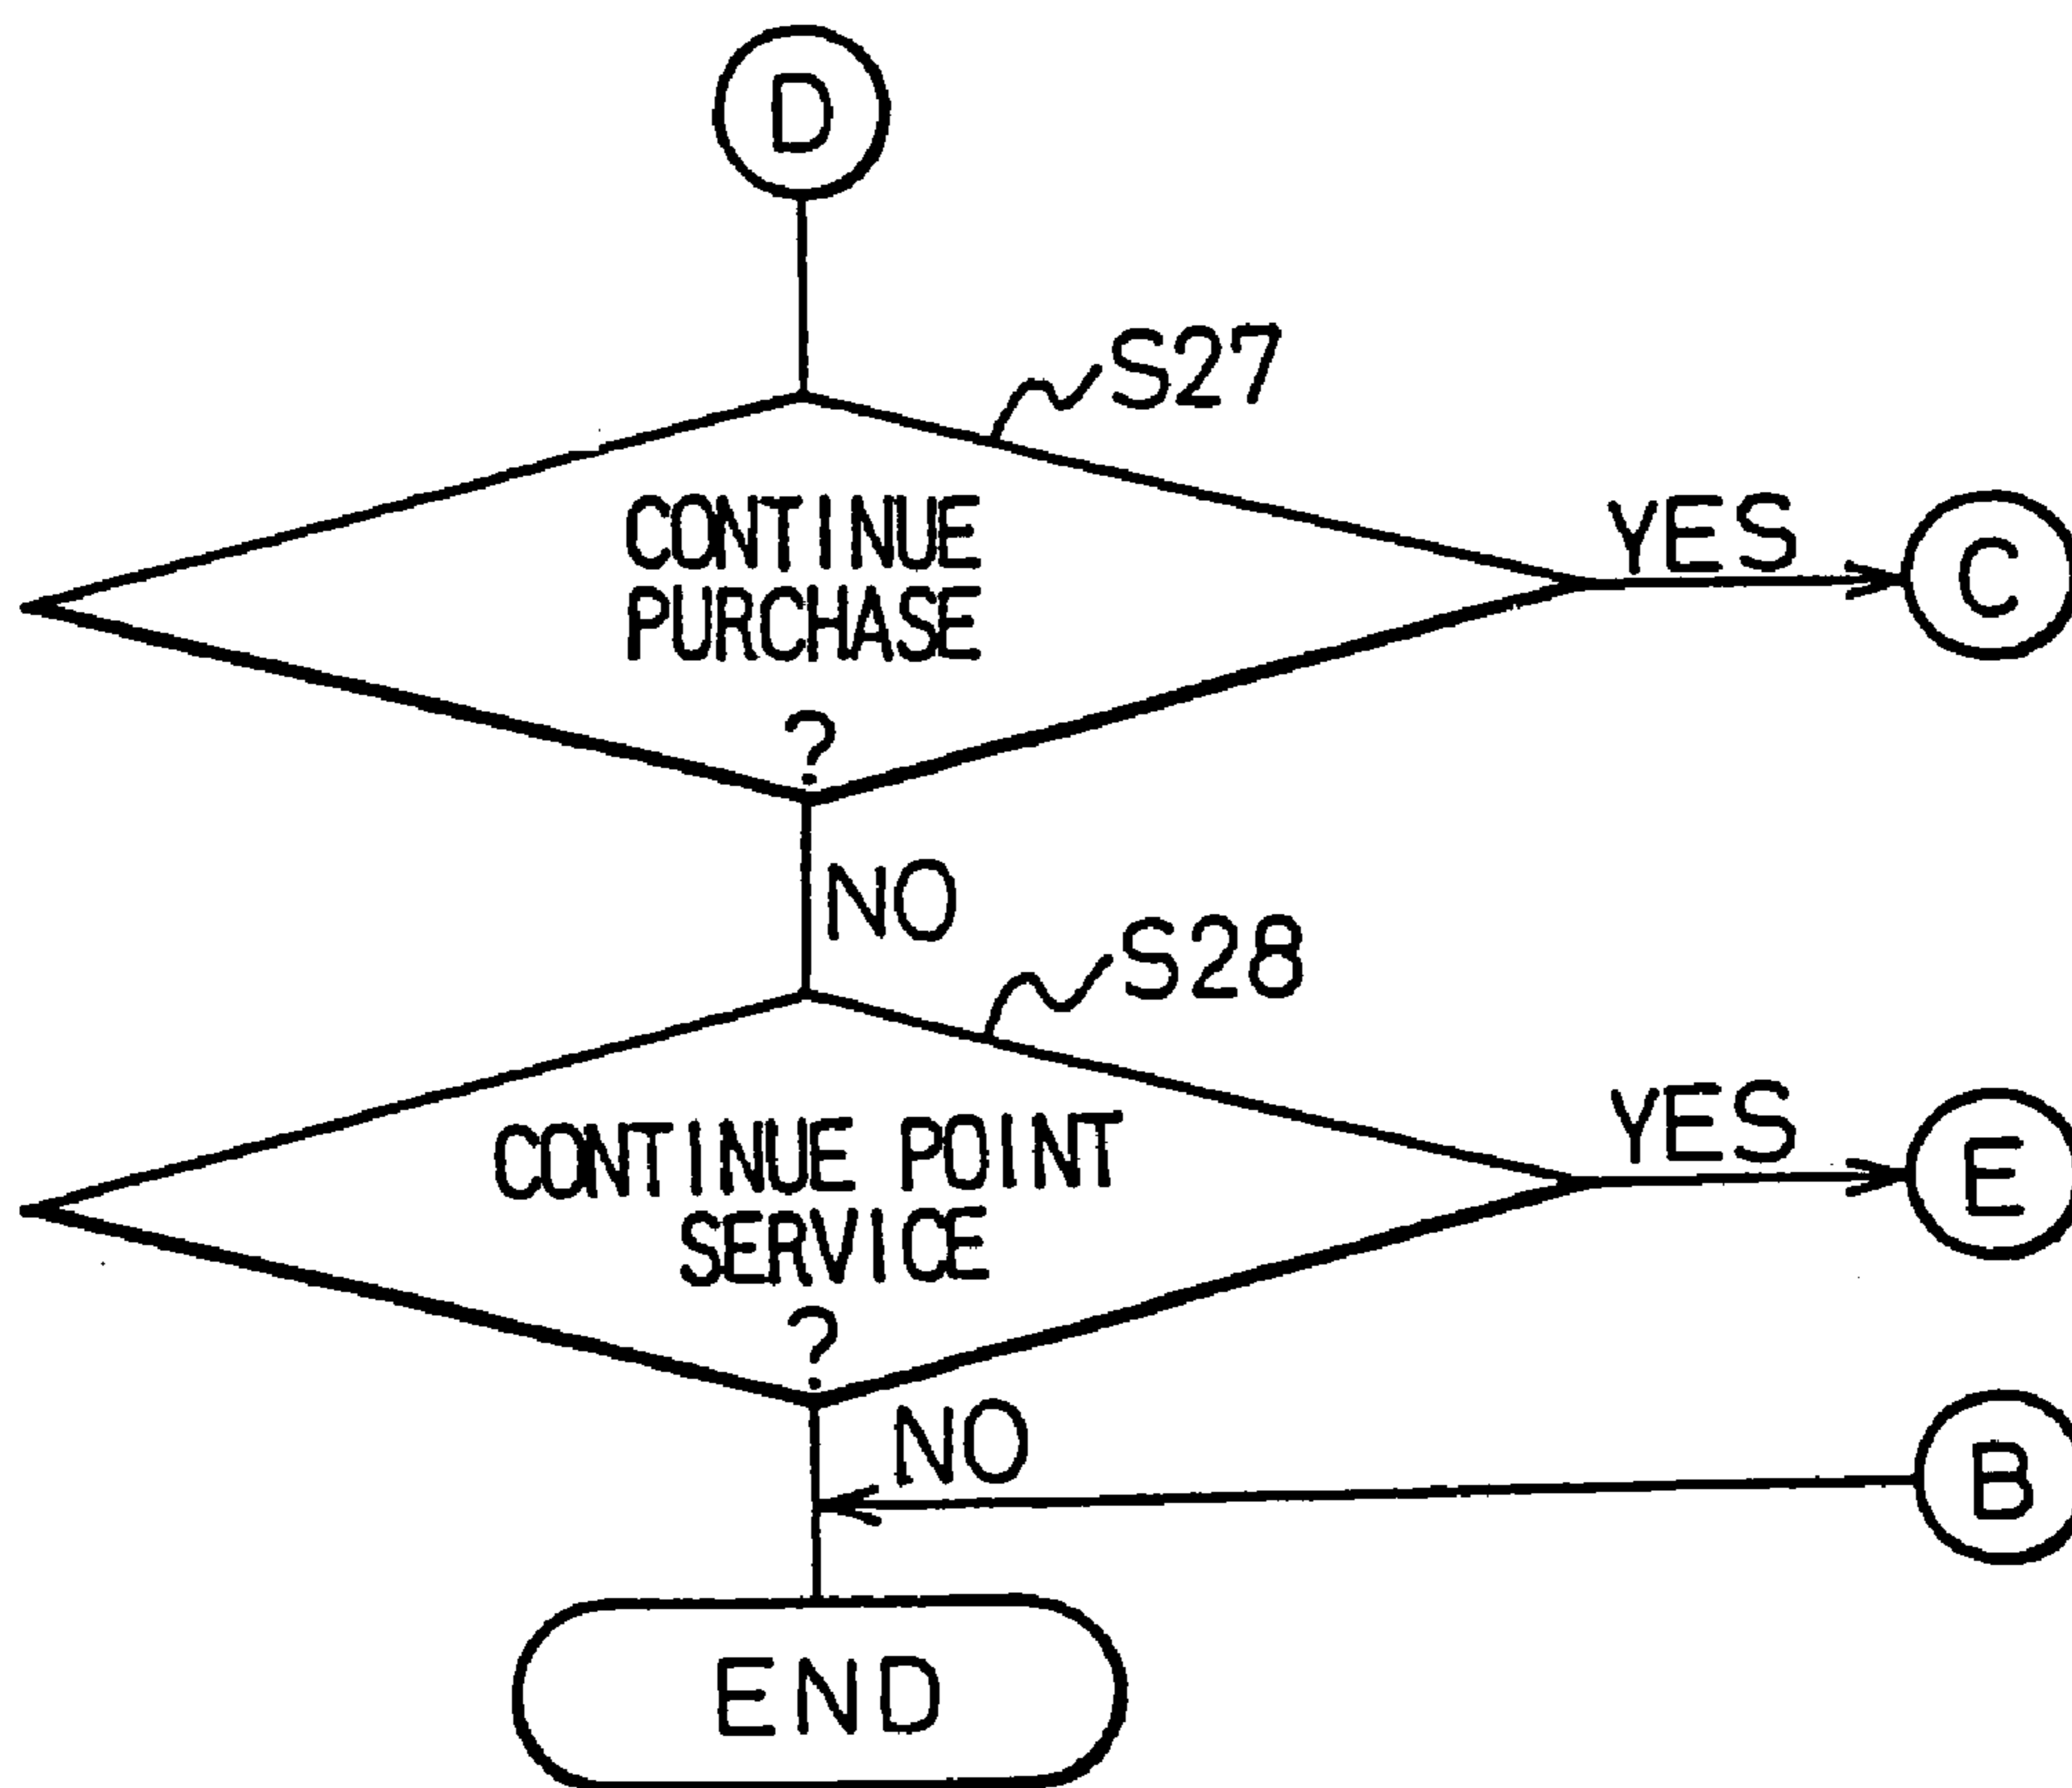 D
S27
CONTINUE
PURCHASE
?
YES
C
NO
S28
CONTINUE POINT
SERVICE
?
YES
E
NO
B
END